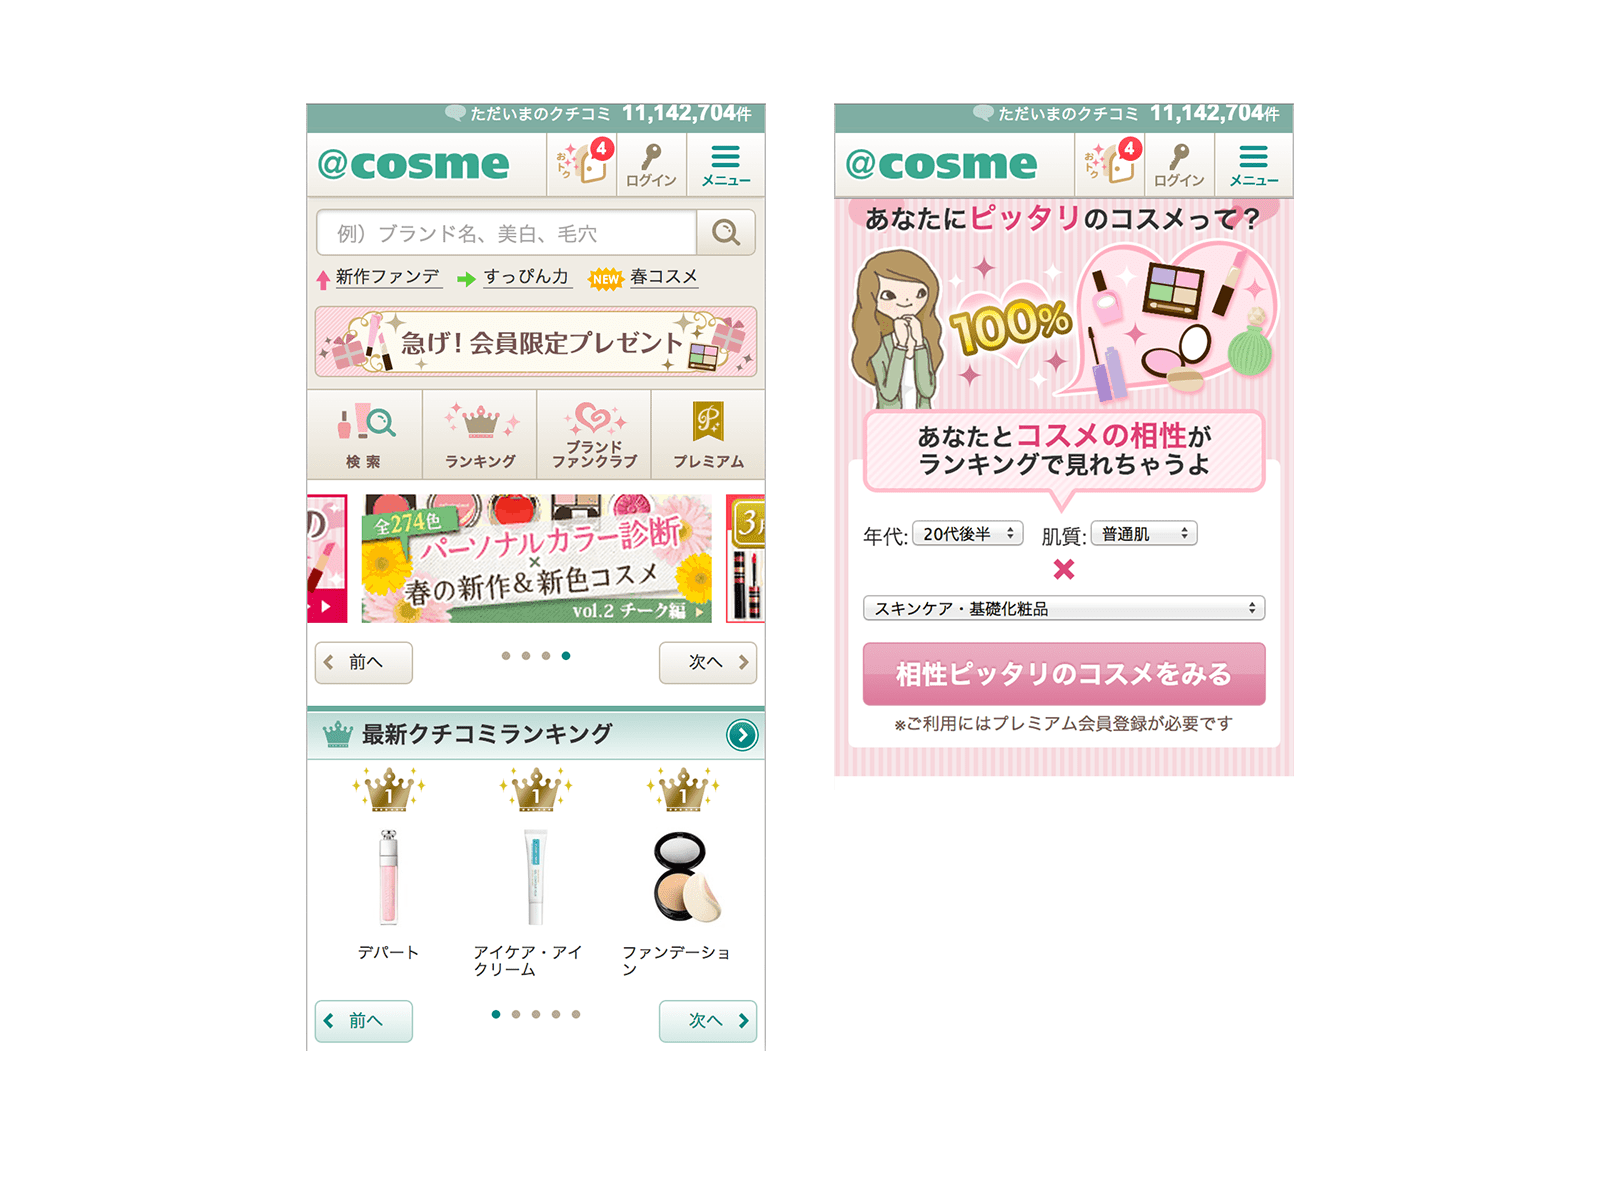 ただいまのクチコミ 11,142,704件
@cosme
おトク
4
ログイン
メニュー
例）ブランド名、美白、毛穴
新作ファンデ
すっぴん力
NEW 春コスメ
急げ！会員限定プレゼント
検索
ランキング
ブランド
ファンクラブ
P
プレミアム
の
全274色
パーソナルカラー診断
×
春の新作＆新色コスメ
vol.2 チーク編
3月
前へ
次へ
最新クチコミランキング
1
1
1
デパート
アイケア・アイ
クリーム
ファンデーショ
ン
前へ
次へ
ただいまのクチコミ 11,142,704件
@cosme
おトク
4
ログイン
メニュー
あなたにピッタリのコスメって？
100%
あなたとコスメの相性が
ランキングで見れちゃうよ
年代: 20代後半 肌質: 普通肌
スキンケア・基礎化粧品
相性ピッタリのコスメをみる
※ご利用にはプレミアム会員登録が必要です